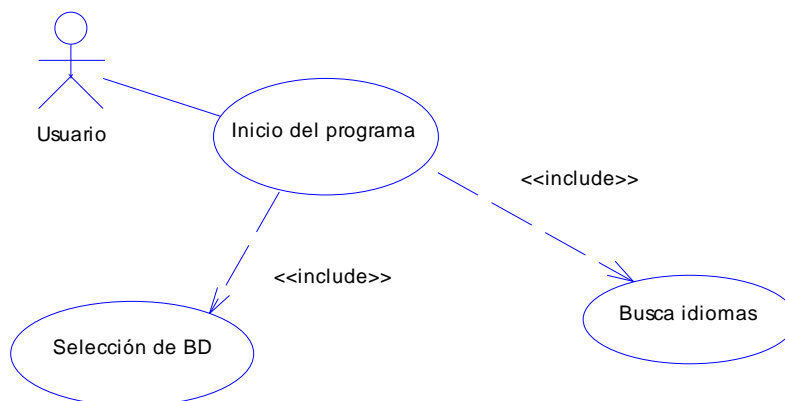 Usuario
Inicio del programa
<<include>>
<<include>>
Selección de BD
Busca idiomas